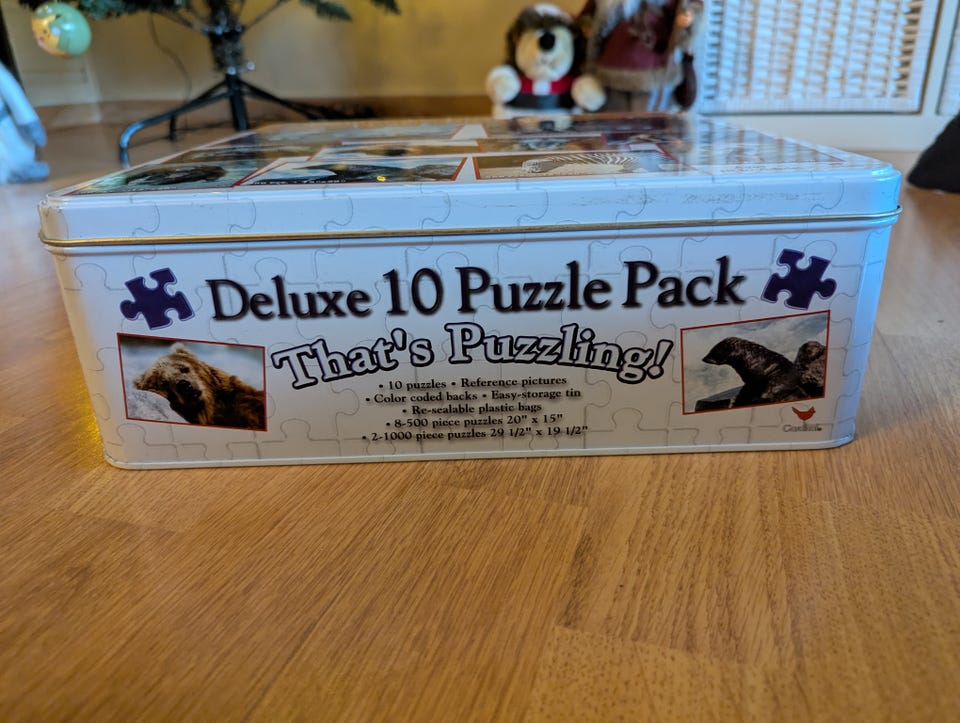 Deluxe 10 Puzzle Pack
That's Puzzling!
• 10 puzzles • Reference pictures
• Color coded backs • Easy-storage tin
• Re-sealable plastic bags
• 8-500 piece puzzles 20" x 15"
• 2-1000 piece puzzles 29 1/2" x 19 1/2"
Cardinal